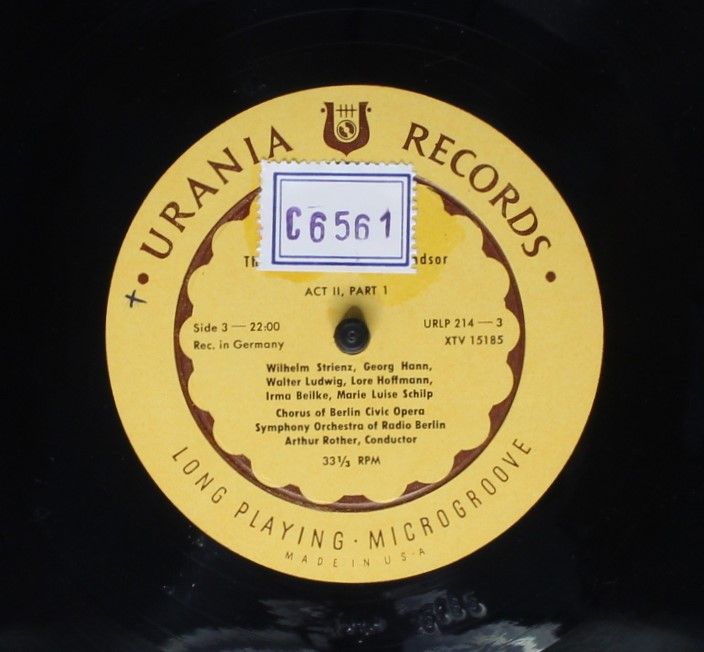 URANIA RECORDS
C6561
Th ndsor
ACT II, PART 1
Side 3 — 22:00
Rec. in Germany
URLP 214 — 3
XTV 15185
Wilhelm Strienz, Georg Hann,
Walter Ludwig, Lore Hoffmann,
Irma Beilke, Marie Luise Schilp
Chorus of Berlin Civic Opera
Symphony Orchestra of Radio Berlin
Arthur Rother, Conductor
33⅓ RPM
LONG PLAYING · MICROGROOVE
MADE IN U·S·A